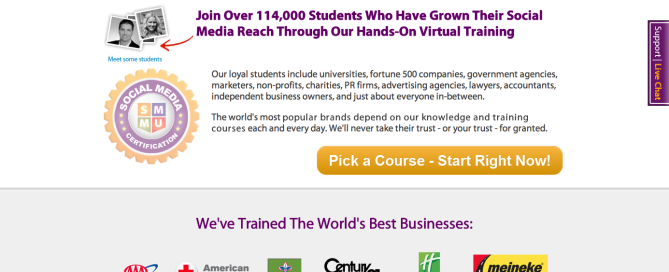 Join Over 114,000 Students Who Have Grown Their Social
Media Reach Through Our Hands-On Virtual Training
Meet some students
Our loyal students include universities, fortune 500 companies, government agencies,
marketers, non-profits, charities, PR firms, advertising agencies, lawyers, accountants,
independent business owners, and just about everyone in-between.
SOCIAL MEDIA
SM
MU
CERTIFICATION
The world's most popular brands depend on our knowledge and training
courses each and every day. We'll never take their trust - or your trust - for granted.
Pick a Course - Start Right Now!
Support | Live Chat
We've Trained The World's Best Businesses:
AAA
American
Century
meineke